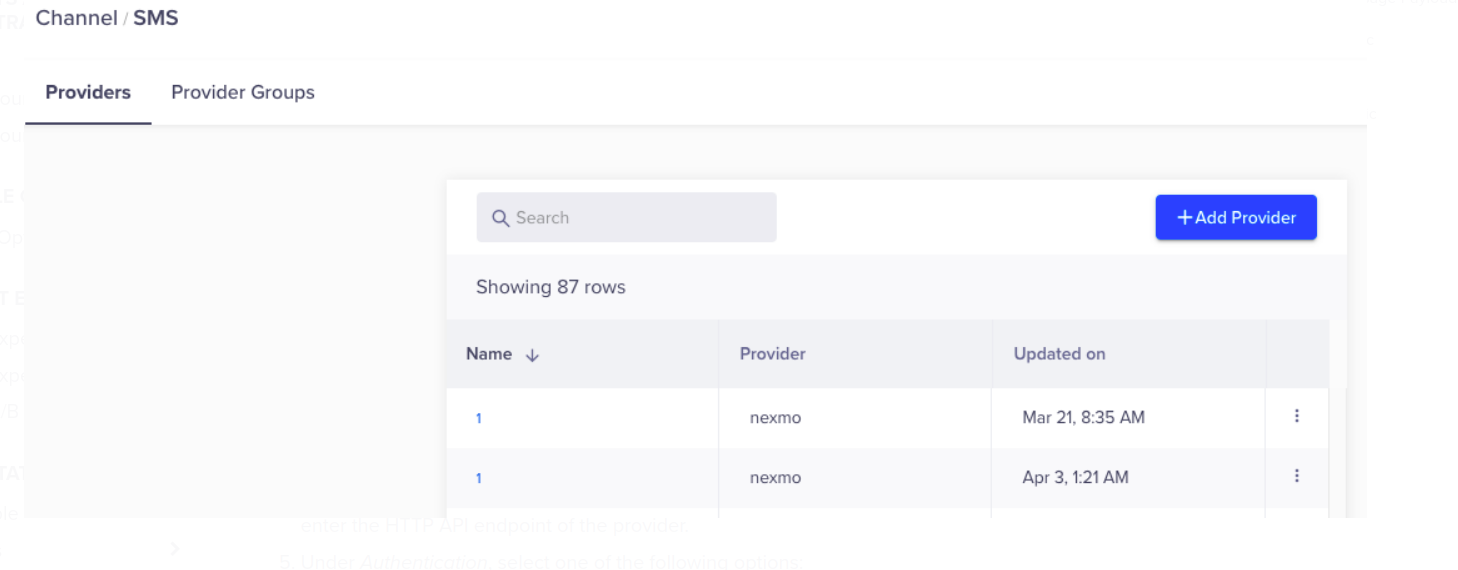 Channel / SMS
Providers Provider Groups
Search
+Add Provider
Showing 87 rows
Name ↓ Provider Updated on
1 nexmo Mar 21, 8:35 AM
1 nexmo Apr 3, 1:21 AM
enter the HTTP API endpoint of the provider.
5. Under Authentication, select one of the following options: